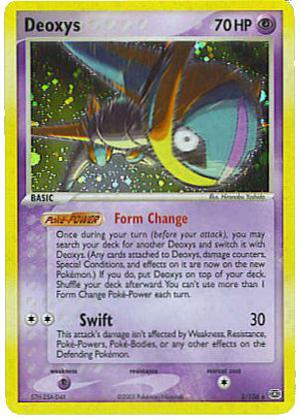 Deoxys 70 HP
BASIC Illus. Hironobu Yoshida
Poké-POWER Form Change
Once during your turn (before your attack), you may
search your deck for another Deoxys and switch it with
Deoxys. (Any cards attached to Deoxys, damage counters,
Special Conditions, and effects on it are now on the new
Pokémon.) If you do, put Deoxys on top of your deck.
Shuffle your deck afterward. You can't use more than 1
Form Change Poké-Power each turn.
Swift 30
This attack's damage isn't affected by Weakness, Resistance,
Poké-Powers, Poké-Bodies, or any other effects on the
Defending Pokémon.
weakness resistance retreat cost